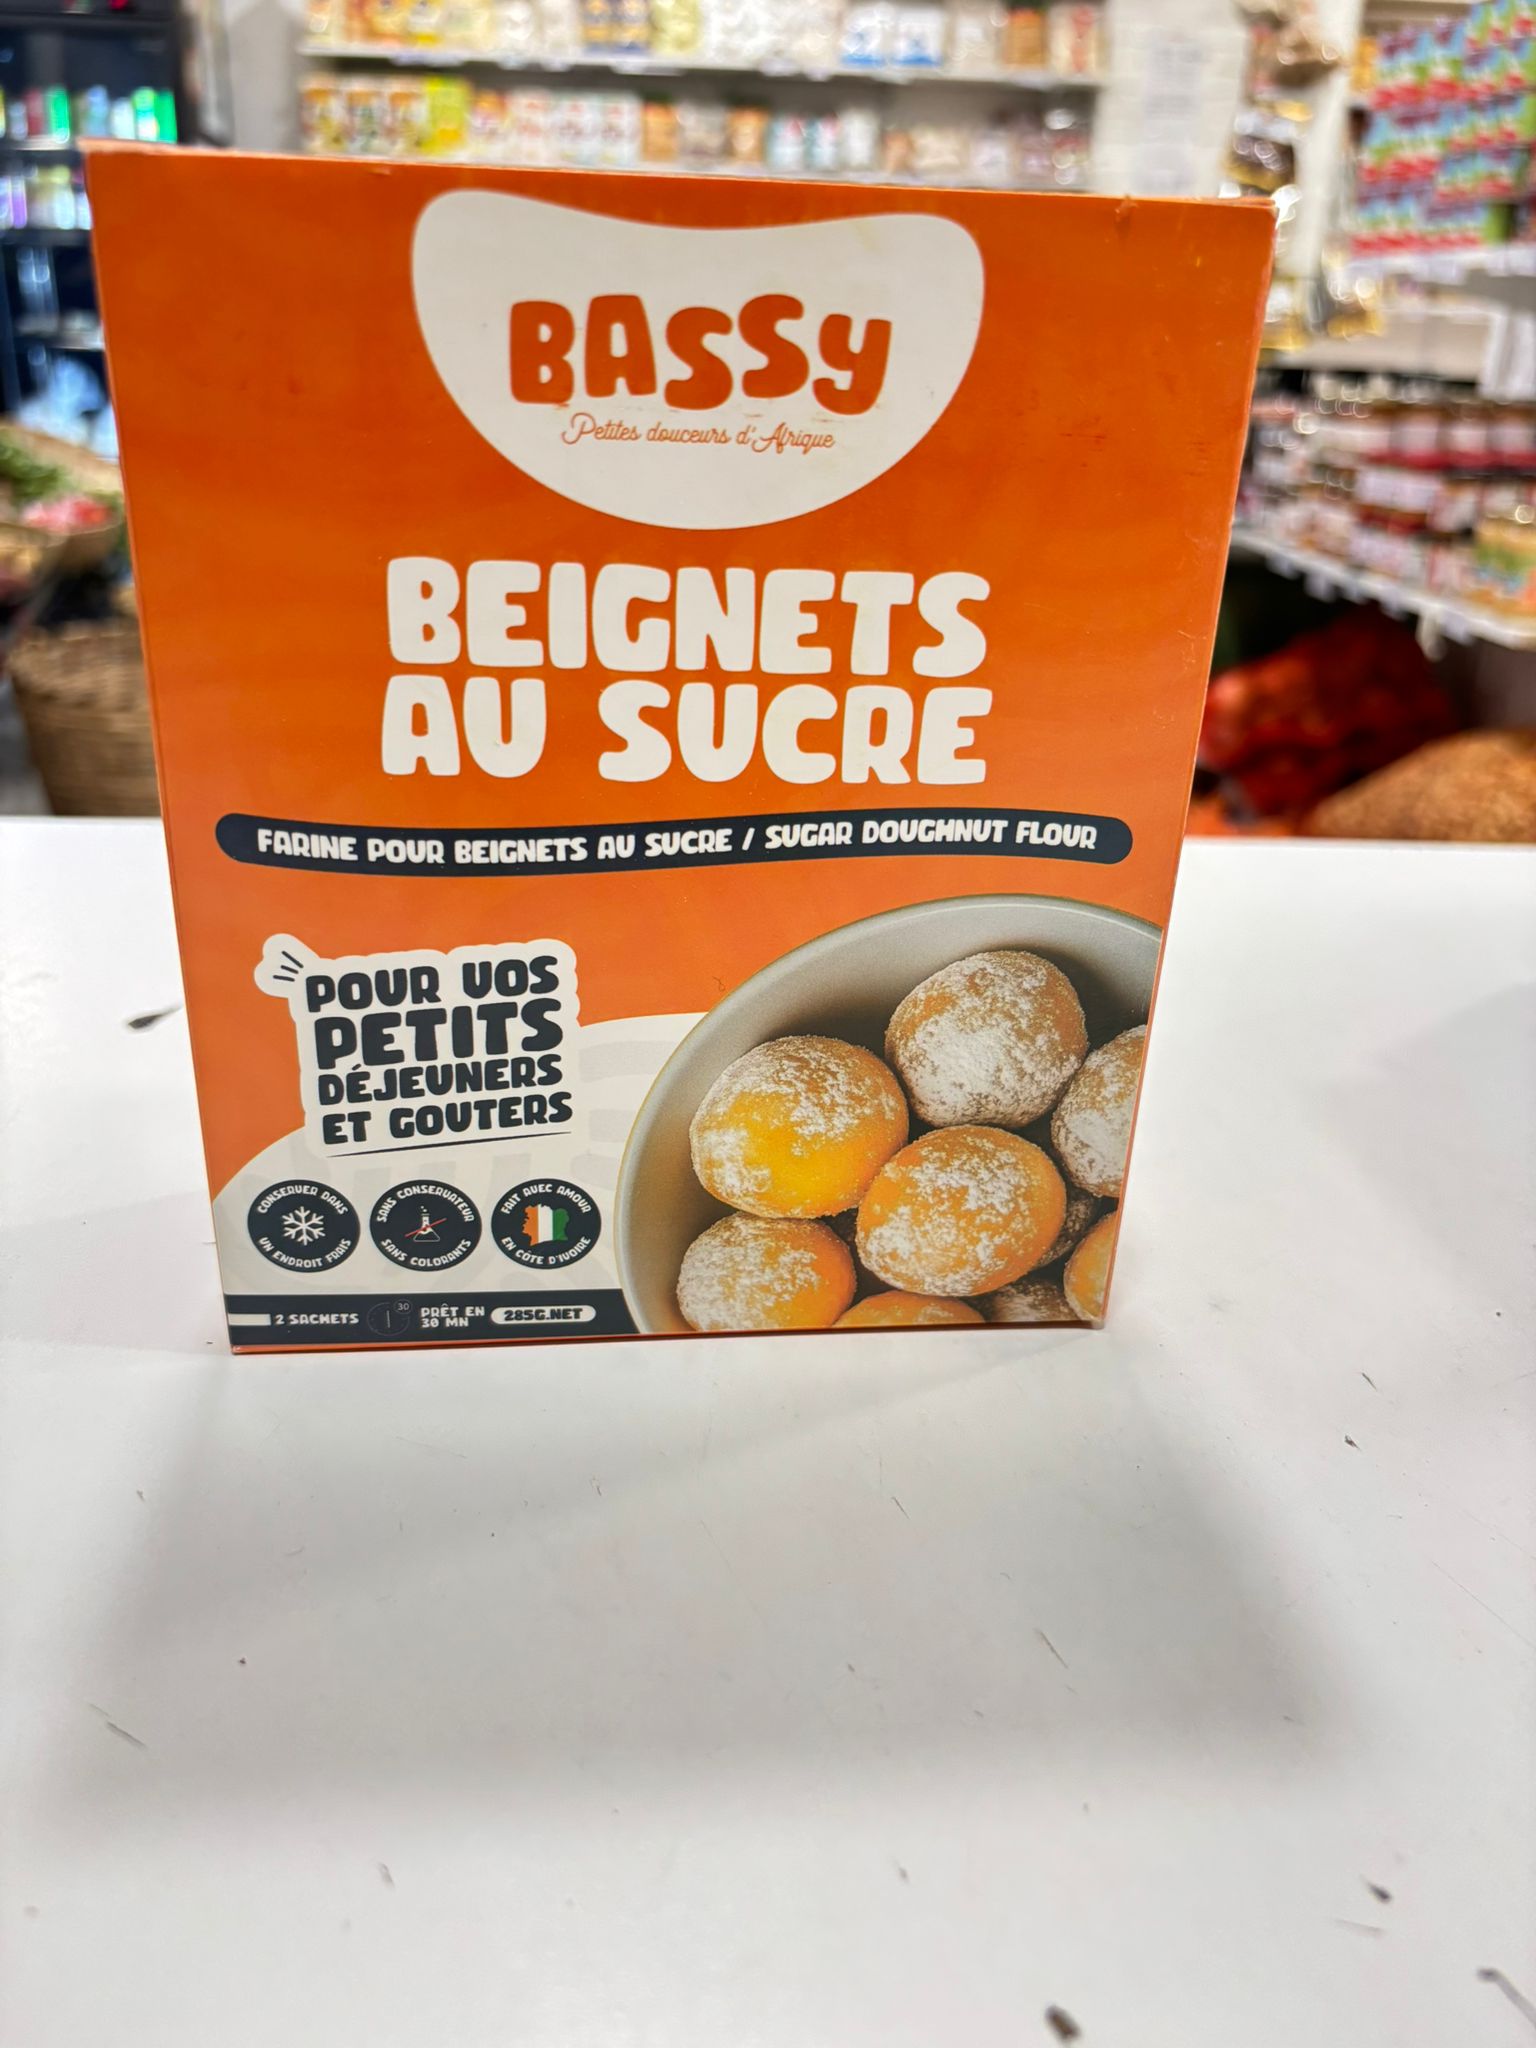 BASSY
Petites douceurs d'Afrique
BEIGNETS
AU SUCRE
FARINE POUR BEIGNETS AU SUCRE / SUGAR DOUGHNUT FLOUR
POUR VOS
PETITS
DÉJEUNERS
ET GOUTERS
CONSERVER DANS
UN ENDROIT FRAIS
SANS CONSERVATEUR
SANS COLORANTS
FAIT AVEC AMOUR
EN CÔTE D'IVOIRE
2 SACHETS
30
PRÊT EN
30 MN
285G.NET